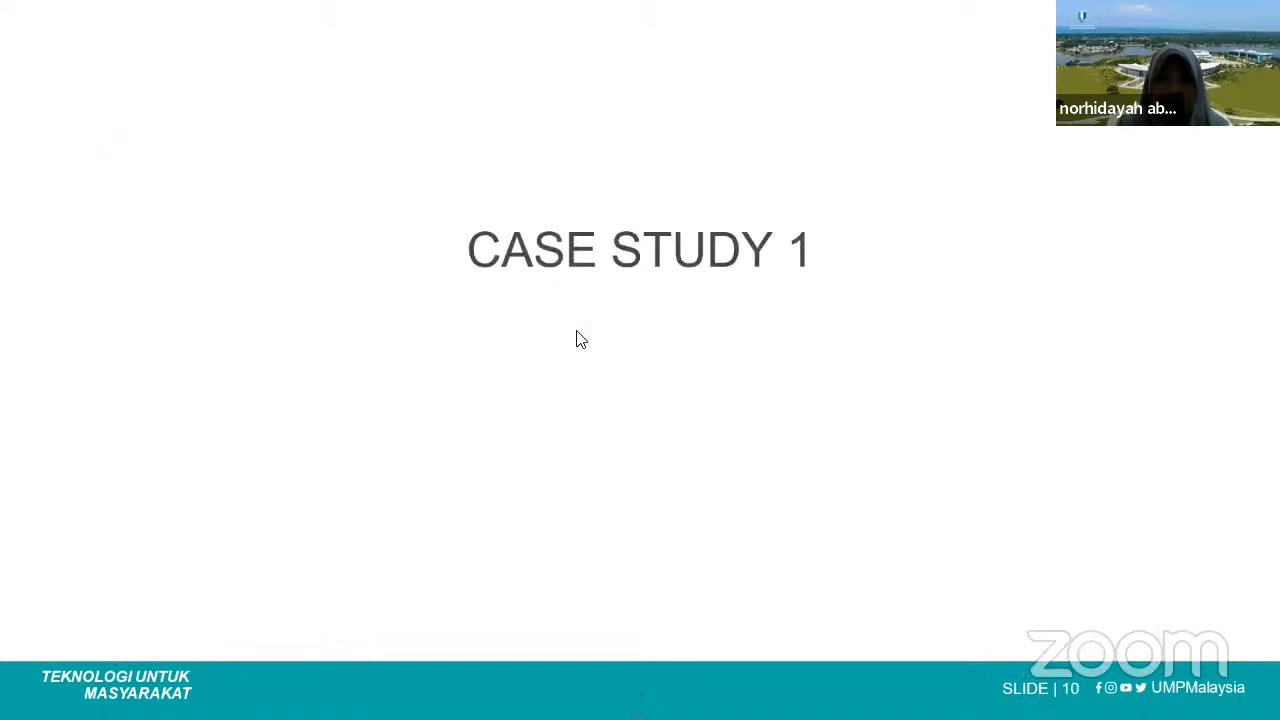 norhidayah ab...
CASE STUDY 1
zoom
TEKNOLOGI UNTUK
MASYARAKAT
SLIDE | 10
UMPMalaysia